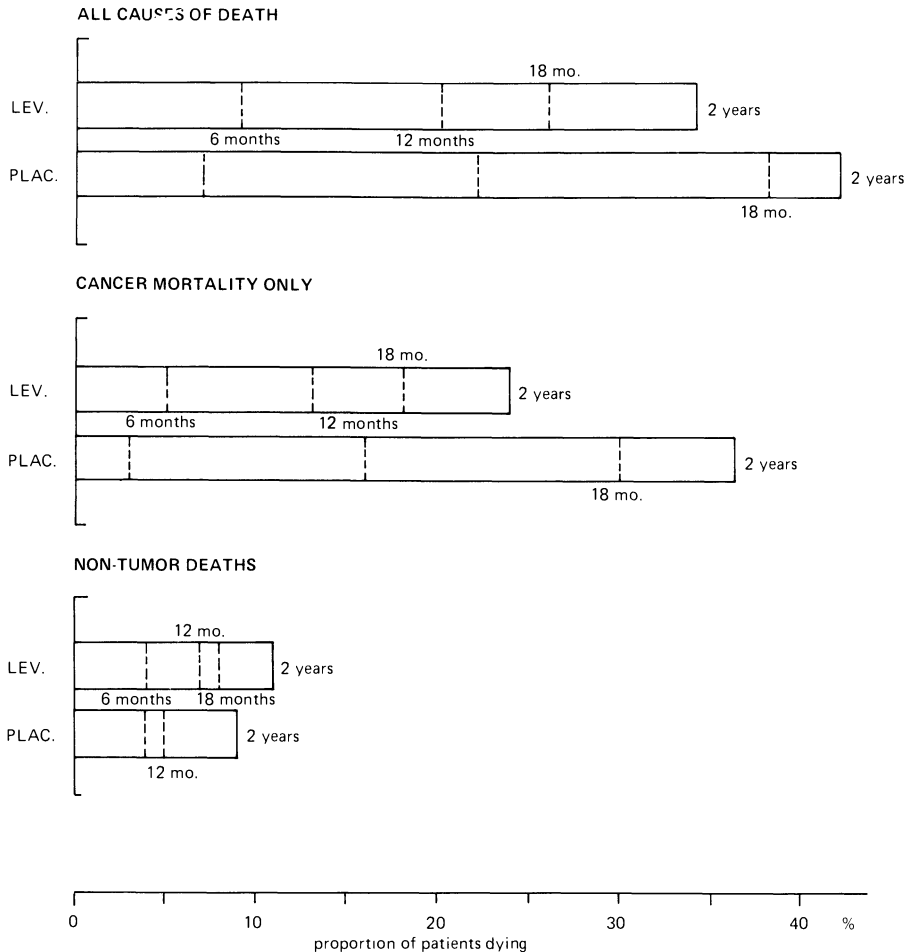 ALL CAUSES OF DEATH
18 mo.
LEV.
2 years
6 months 12 months
PLAC.
2 years
18 mo.
CANCER MORTALITY ONLY
18 mo.
LEV.
2 years
6 months 12 months
PLAC.
2 years
18 mo.
NON-TUMOR DEATHS
12 mo.
LEV.
2 years
6 months 18 months
PLAC.
2 years
12 mo.
0 10 20 30 40 %
proportion of patients dying